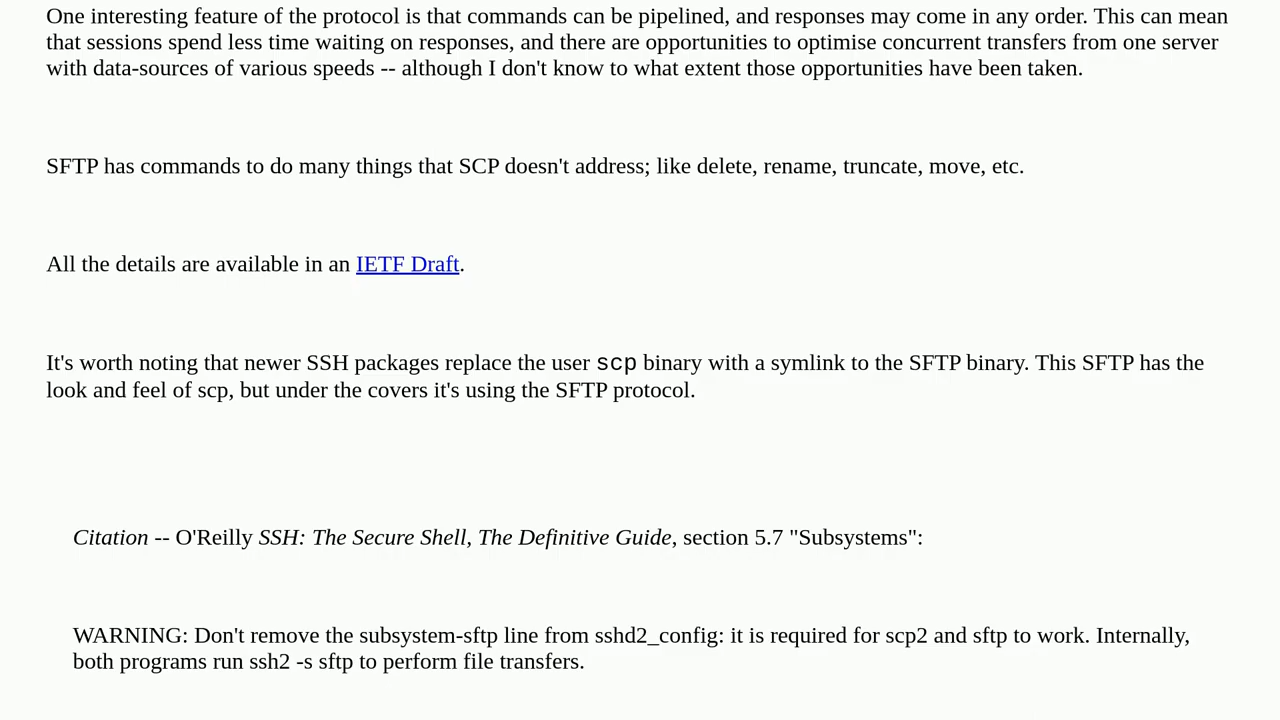 One interesting feature of the protocol is that commands can be pipelined, and responses may come in any order. This can mean
that sessions spend less time waiting on responses, and there are opportunities to optimise concurrent transfers from one server
with data-sources of various speeds -- although I don't know to what extent those opportunities have been taken.
SFTP has commands to do many things that SCP doesn't address; like delete, rename, truncate, move, etc.
All the details are available in an IETF Draft.
It's worth noting that newer SSH packages replace the user scp binary with a symlink to the SFTP binary. This SFTP has the
look and feel of scp, but under the covers it's using the SFTP protocol.
Citation -- O'Reilly SSH: The Secure Shell, The Definitive Guide, section 5.7 "Subsystems":
WARNING: Don't remove the subsystem-sftp line from sshd2_config: it is required for scp2 and sftp to work. Internally,
both programs run ssh2 -s sftp to perform file transfers.